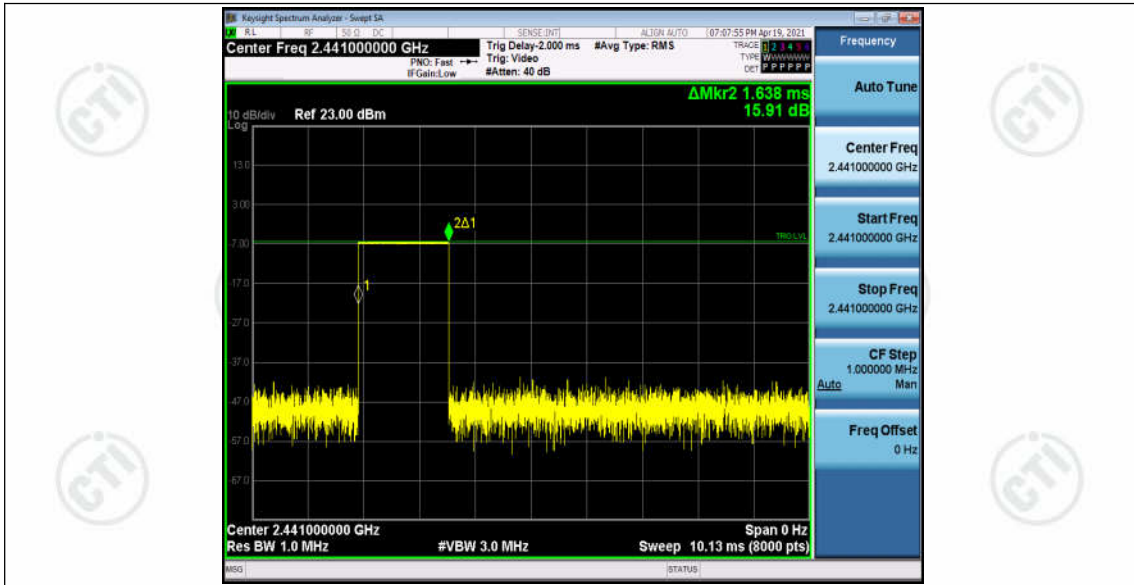 Keysight Spectrum Analyzer - Swept SA
RL RF 50 Ω DC SENSE:INT ALIGN AUTO 07:07:55 PM Apr 19, 2021
Center Freq 2.441000000 GHz
PNO: Fast
IFGain:Low
Trig Delay-2.000 ms
Trig: Video
#Atten: 40 dB
#Avg Type: RMS
TRACE 1 2 3 4 5 6
TYPE WWWWWW
DET P P P P P P
ΔMkr2 1.638 ms
15.91 dB
10 dB/div
Log
Ref 23.00 dBm
13.0
3.00
-7.00
-17.0
-27.0
-37.0
-47.0
-57.0
-67.0
2Δ1
1
TRIG LVL
Center 2.441000000 GHz
Span 0 Hz
Res BW 1.0 MHz
#VBW 3.0 MHz
Sweep 10.13 ms (8000 pts)
MSG
STATUS
Frequency
Auto Tune
Center Freq
2.441000000 GHz
Start Freq
2.441000000 GHz
Stop Freq
2.441000000 GHz
CF Step
1.000000 MHz
Auto Man
Freq Offset
0 Hz
CTI
CTI
CTI
CTI